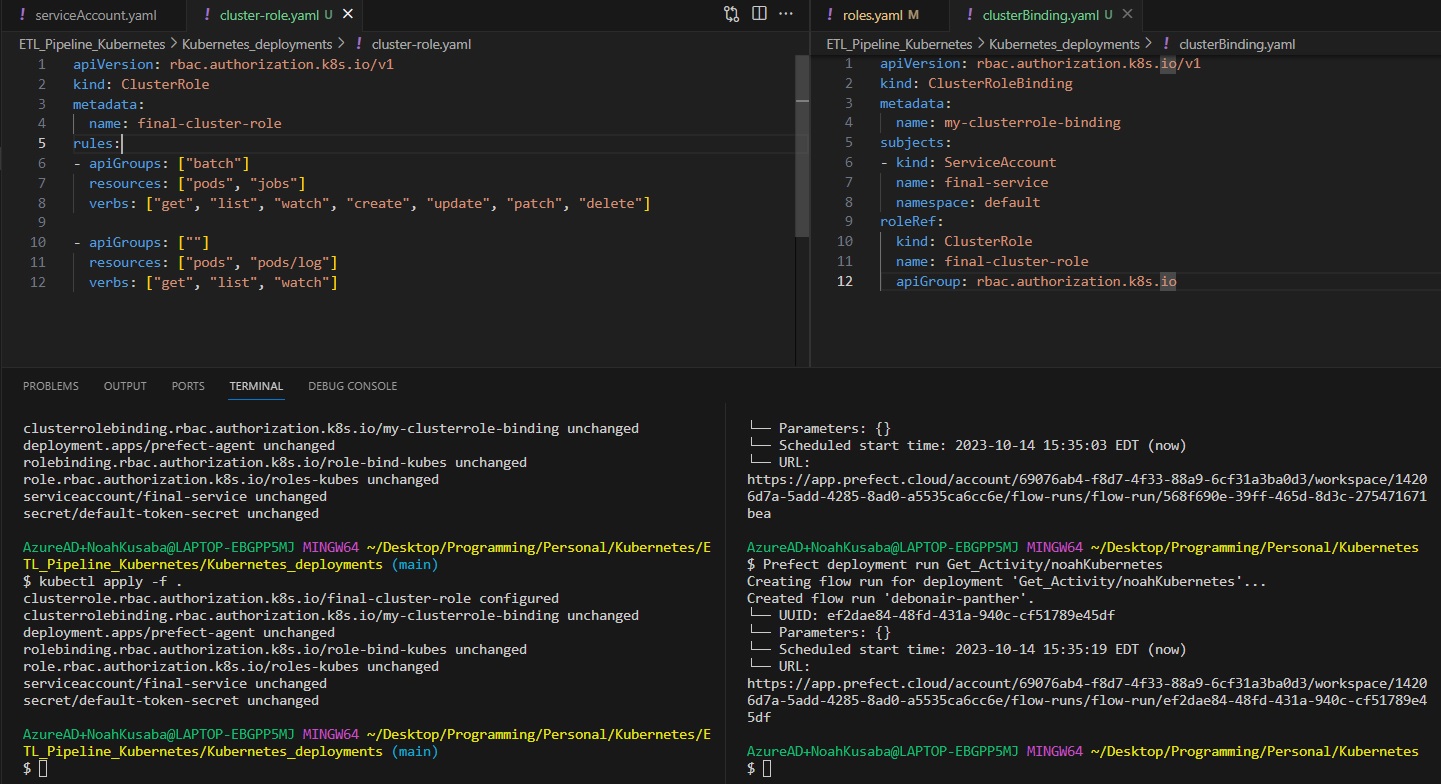 serviceAccount.yaml
cluster-role.yaml U
ETL_Pipeline_Kubernetes > Kubernetes_deployments > ! cluster-role.yaml
1 apiVersion: rbac.authorization.k8s.io/v1
2 kind: ClusterRole
3 metadata:
4 name: final-cluster-role
5 rules:
6 - apiGroups: ["batch"]
7 resources: ["pods", "jobs"]
8 verbs: ["get", "list", "watch", "create", "update", "patch", "delete"]
9
10 - apiGroups: [""]
11 resources: ["pods", "pods/log"]
12 verbs: ["get", "list", "watch"]
roles.yaml M
clusterBinding.yaml U
ETL_Pipeline_Kubernetes > Kubernetes_deployments > ! clusterBinding.yaml
1 apiVersion: rbac.authorization.k8s.io/v1
2 kind: ClusterRoleBinding
3 metadata:
4 name: my-clusterrole-binding
5 subjects:
6 - kind: ServiceAccount
7 name: final-service
8 namespace: default
9 roleRef:
10 kind: ClusterRole
11 name: final-cluster-role
12 apiGroup: rbac.authorization.k8s.io
PROBLEMS OUTPUT PORTS TERMINAL DEBUG CONSOLE
clusterrolebinding.rbac.authorization.k8s.io/my-clusterrole-binding unchanged
deployment.apps/prefect-agent unchanged
rolebinding.rbac.authorization.k8s.io/role-bind-kubes unchanged
role.rbac.authorization.k8s.io/roles-kubes unchanged
serviceaccount/final-service unchanged
secret/default-token-secret unchanged
AzureAD+NoahKusaba@LAPTOP-EBGPP5MJ MINGW64 ~/Desktop/Programming/Personal/Kubernetes/E
TL_Pipeline_Kubernetes/Kubernetes_deployments (main)
$ kubectl apply -f .
clusterrole.rbac.authorization.k8s.io/final-cluster-role configured
clusterrolebinding.rbac.authorization.k8s.io/my-clusterrole-binding unchanged
deployment.apps/prefect-agent unchanged
rolebinding.rbac.authorization.k8s.io/role-bind-kubes unchanged
role.rbac.authorization.k8s.io/roles-kubes unchanged
serviceaccount/final-service unchanged
secret/default-token-secret unchanged
AzureAD+NoahKusaba@LAPTOP-EBGPP5MJ MINGW64 ~/Desktop/Programming/Personal/Kubernetes/E
TL_Pipeline_Kubernetes/Kubernetes_deployments (main)
$
└── Parameters: {}
└── Scheduled start time: 2023-10-14 15:35:03 EDT (now)
└── URL:
https://app.prefect.cloud/account/69076ab4-f8d7-4f33-88a9-6cf31a3ba0d3/workspace/1420
6d7a-5add-4285-8ad0-a5535ca6cc6e/flow-runs/flow-run/568f690e-39ff-465d-8d3c-275471671
bea
AzureAD+NoahKusaba@LAPTOP-EBGPP5MJ MINGW64 ~/Desktop/Programming/Personal/Kubernetes
$ Prefect deployment run Get_Activity/noahKubernetes
Creating flow run for deployment 'Get_Activity/noahKubernetes'...
Created flow run 'debonair-panther'.
└── UUID: ef2dae84-48fd-431a-940c-cf51789e45df
└── Parameters: {}
└── Scheduled start time: 2023-10-14 15:35:19 EDT (now)
└── URL:
https://app.prefect.cloud/account/69076ab4-f8d7-4f33-88a9-6cf31a3ba0d3/workspace/1420
6d7a-5add-4285-8ad0-a5535ca6cc6e/flow-runs/flow-run/ef2dae84-48fd-431a-940c-cf51789e4
5df
AzureAD+NoahKusaba@LAPTOP-EBGPP5MJ MINGW64 ~/Desktop/Programming/Personal/Kubernetes
$